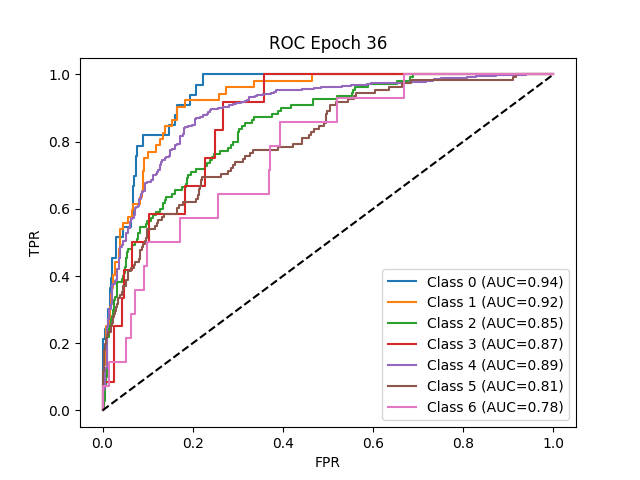 ROC Epoch 36
1.0
0.8
0.6
0.4
0.2
0.0
TPR
0.0 0.2 0.4 0.6 0.8 1.0
FPR
Class 0 (AUC=0.94)
Class 1 (AUC=0.92)
Class 2 (AUC=0.85)
Class 3 (AUC=0.87)
Class 4 (AUC=0.89)
Class 5 (AUC=0.81)
Class 6 (AUC=0.78)